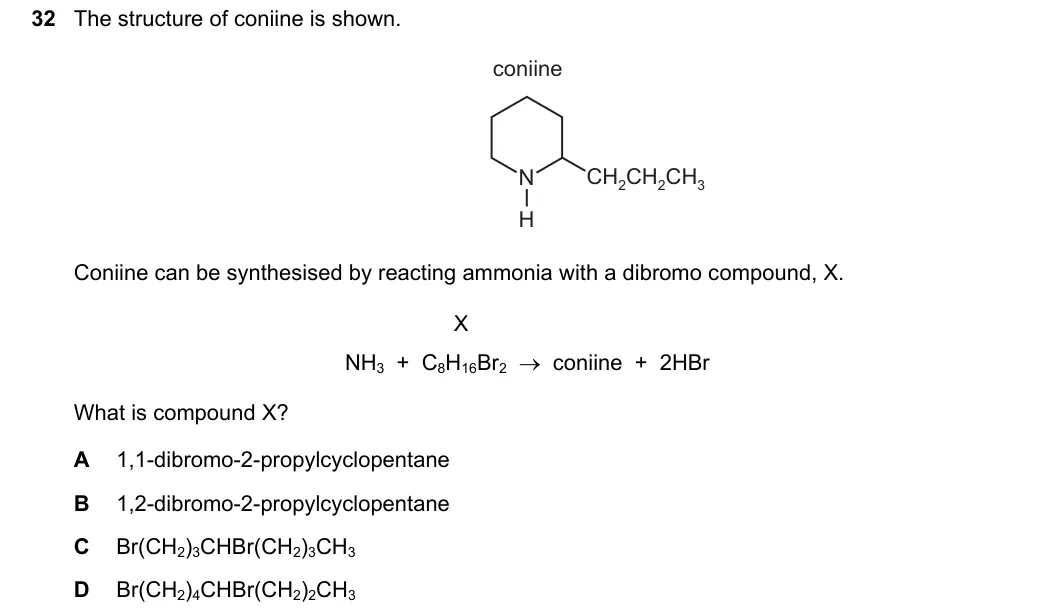 32 The structure of coniine is shown.
coniine
N
CH₂CH₂CH₃
H
Coniine can be synthesised by reacting ammonia with a dibromo compound, X.
X
NH₃ + C₈H₁₆Br₂ → coniine + 2HBr
What is compound X?
A 1,1-dibromo-2-propylcyclopentane
B 1,2-dibromo-2-propylcyclopentane
C Br(CH₂)₃CHBr(CH₂)₃CH₃
D Br(CH₂)₄CHBr(CH₂)₂CH₃